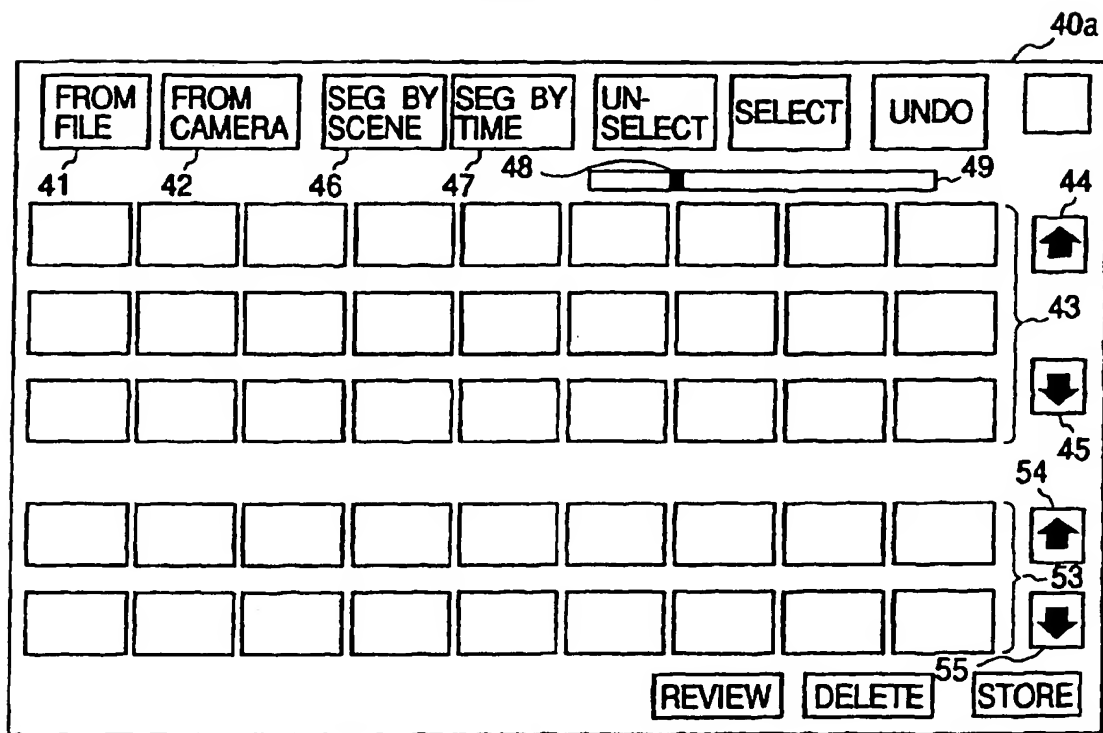 40a
FROM
FILE
FROM
CAMERA
SEG BY
SCENE
SEG BY
TIME
UN-
SELECT
SELECT
UNDO
41
42
46
47
48
49
44
43
45
54
53
55
REVIEW
DELETE
STORE